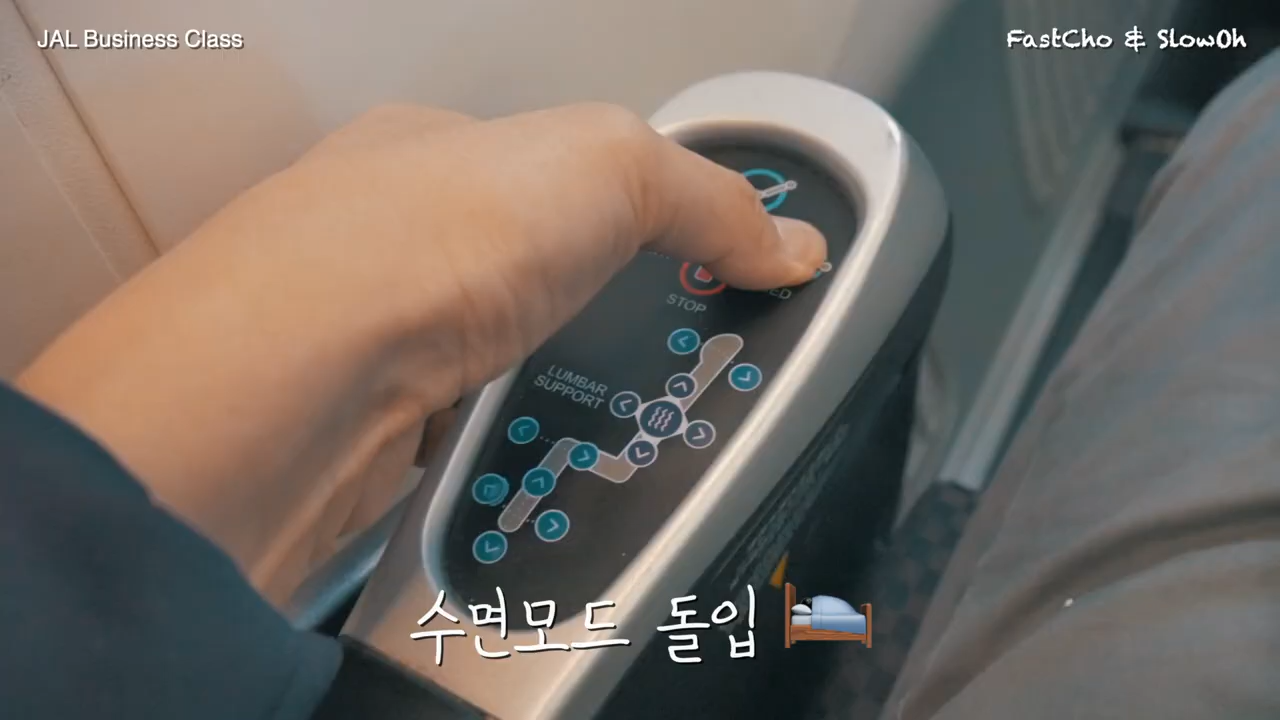 JAL Business Class
FastCho & SlowOh
STOP
LUMBAR
SUPPORT
수면모드 돌입